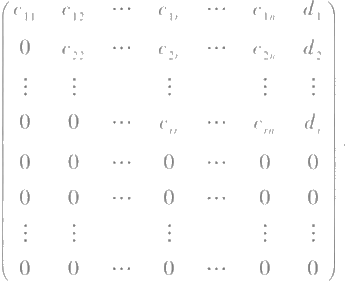 c₁₁ c₁₂ ⋯ c₁ᵣ ⋯ c₁ₙ d₁
0 c₂₂ ⋯ c₂ᵣ ⋯ c₂ₙ d₂
⋮ ⋮ ⋮ ⋮ ⋮
0 0 ⋯ cᵣᵣ ⋯ cᵣₙ dᵣ
0 0 ⋯ 0 ⋯ 0 0
0 0 ⋯ 0 ⋯ 0 0
⋮ ⋮ ⋮ ⋮ ⋮
0 0 ⋯ 0 ⋯ 0 0